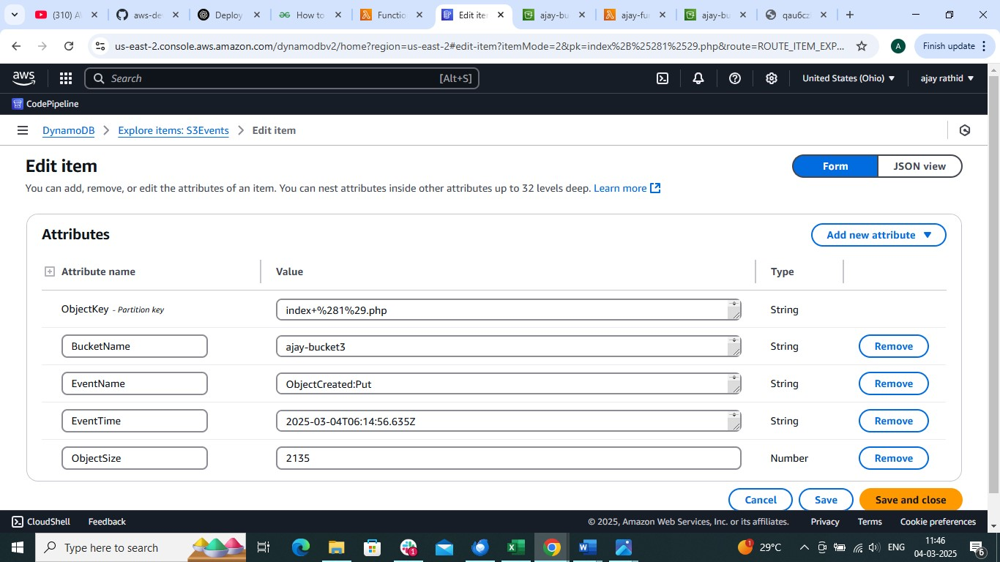 (310) A
aws-de
Deploy
How to
Functio
Edit iter
ajay-bu
ajay-fu
ajay-bu
qau6cz
us-east-2.console.aws.amazon.com/dynamodbv2/home?region=us-east-2#edit-item?itemMode=2&pk=index%2B%25281%2529.php&route=ROUTE_ITEM_EXP...
A
Finish update
aws
Search
[Alt+S]
United States (Ohio)
ajay rathid
CodePipeline
DynamoDB > Explore items: S3Events > Edit item
Edit item
Form
JSON view
You can add, remove, or edit the attributes of an item. You can nest attributes inside other attributes up to 32 levels deep. Learn more
Attributes
Add new attribute
Attribute name
Value
Type
ObjectKey - Partition key
index+%281%29.php
String
BucketName
ajay-bucket3
String
Remove
EventName
ObjectCreated:Put
String
Remove
EventTime
2025-03-04T06:14:56.635Z
String
Remove
ObjectSize
2135
Number
Remove
Cancel
Save
Save and close
CloudShell
Feedback
© 2025, Amazon Web Services, Inc. or its affiliates.
Privacy
Terms
Cookie preferences
Type here to search
1
1
29°C
ENG
11:46
04-03-2025
6